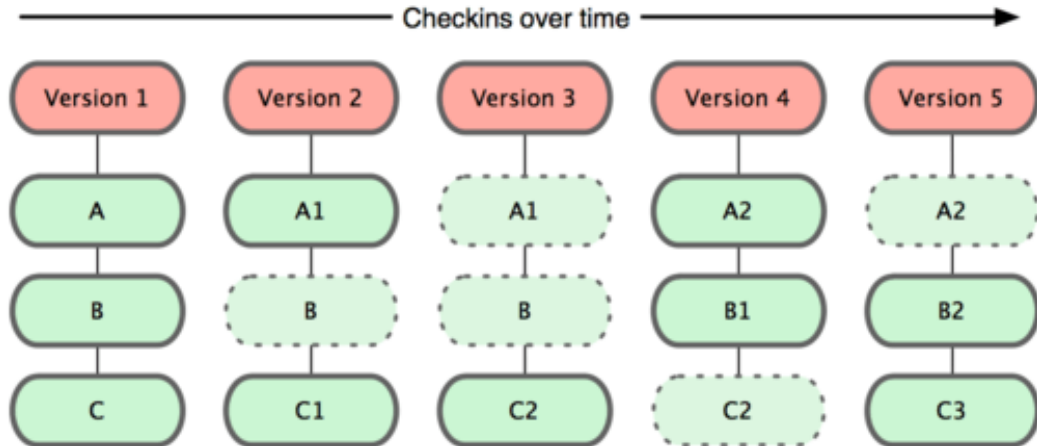 Checkins over time
Version 1 Version 2 Version 3 Version 4 Version 5
A A1 A1 A2 A2
B B B B1 B2
C C1 C2 C2 C3